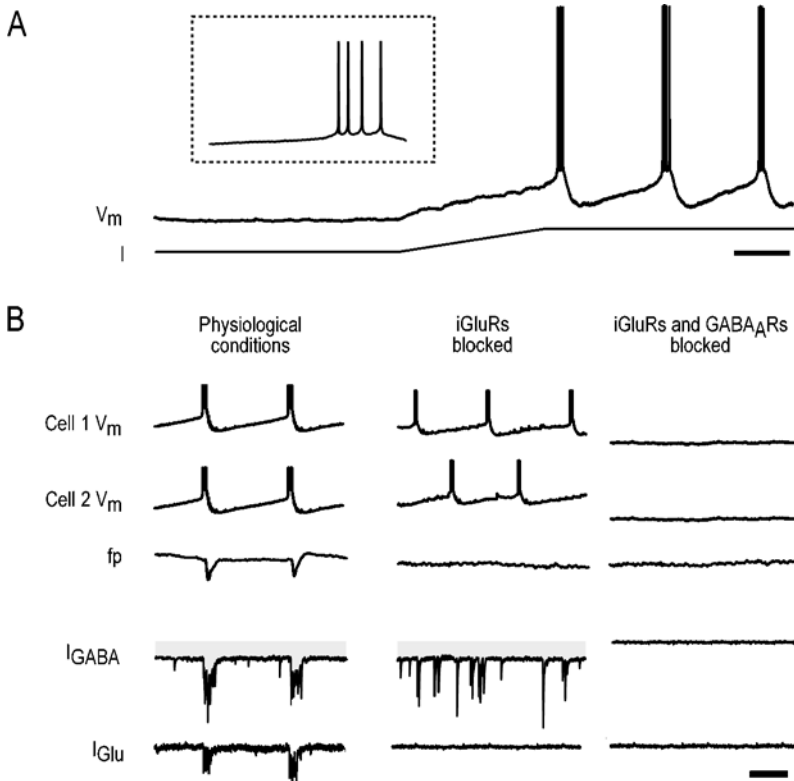 A
Vm
I
B
Physiological
conditions
iGluRs
blocked
iGluRs and GABAARs
blocked
Cell 1 Vm
Cell 2 Vm
fp
IGABA
IGlu